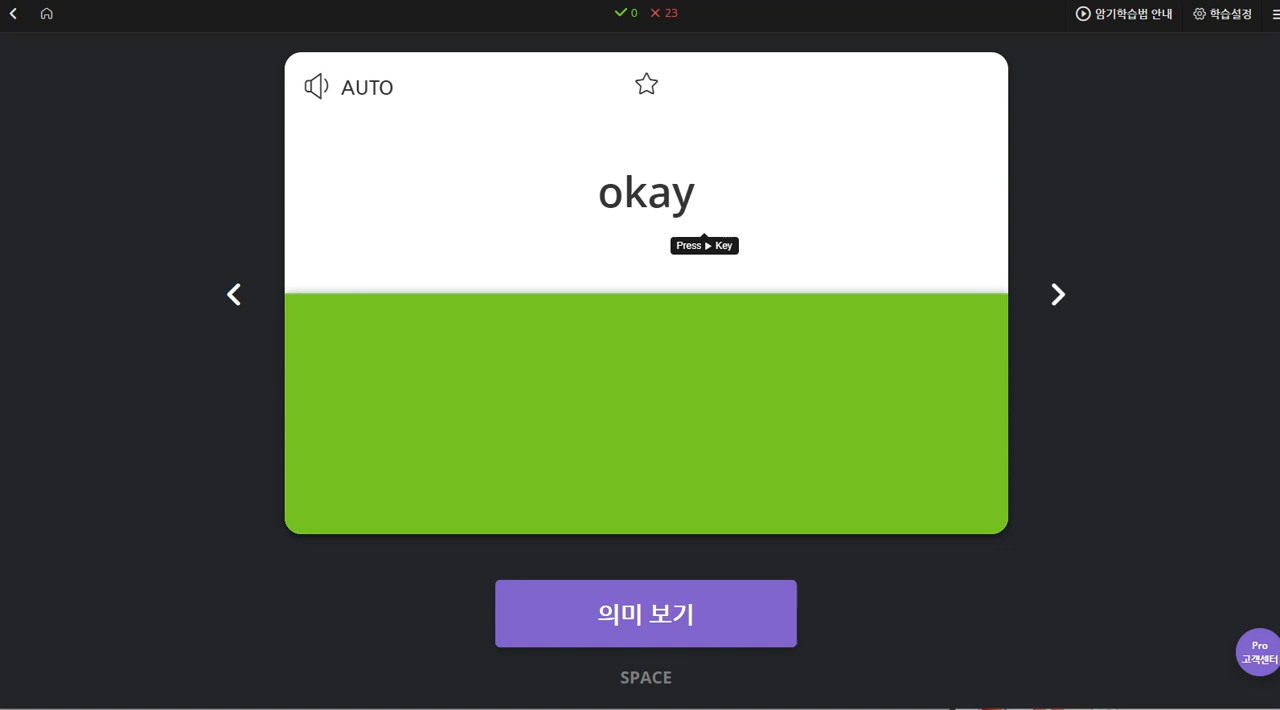 0 23 암기학습법 안내 학습설정
AUTO
okay
Press ▶ Key
의미 보기
SPACE
Pro
고객센터